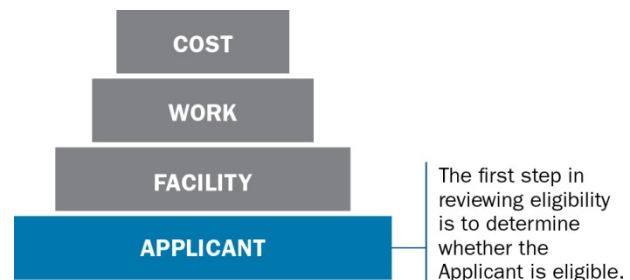 COST
WORK
FACILITY
APPLICANT
The first step in
reviewing eligibility
is to determine
whether the
Applicant is eligible.